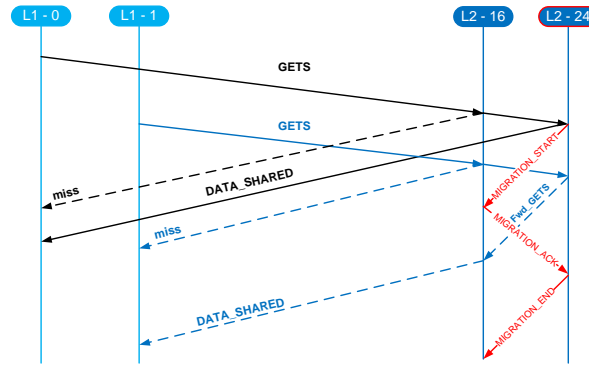 L1 - 0
L1 - 1
L2 - 16
L2 - 24
GETS
GETS
MIGRATION_START
miss
DATA_SHARED
Fwd_GETS
miss
MIGRATION_ACK
DATA_SHARED
MIGRATION_END